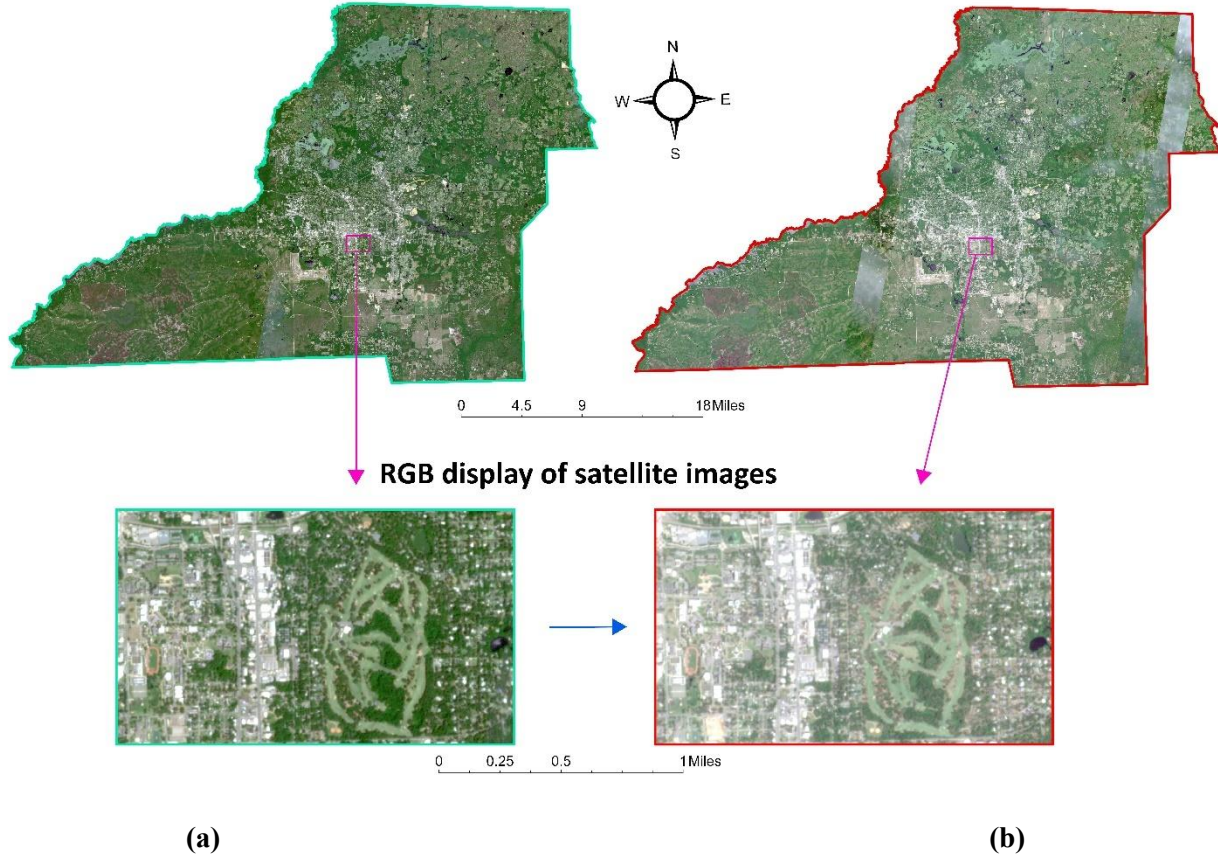 N
W E
S
0 4.5 9 18Miles
RGB display of satellite images
0 0.25 0.5 1Miles
(a) (b)